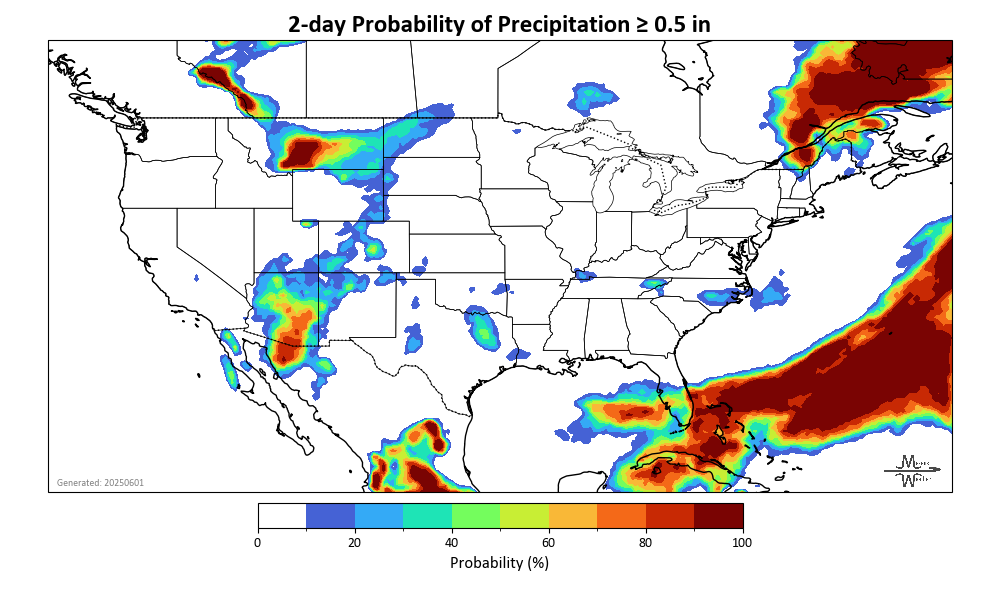 2-day Probability of Precipitation ≥ 0.5 in
Generated: 20250601
0 20 40 60 80 100
Probability (%)